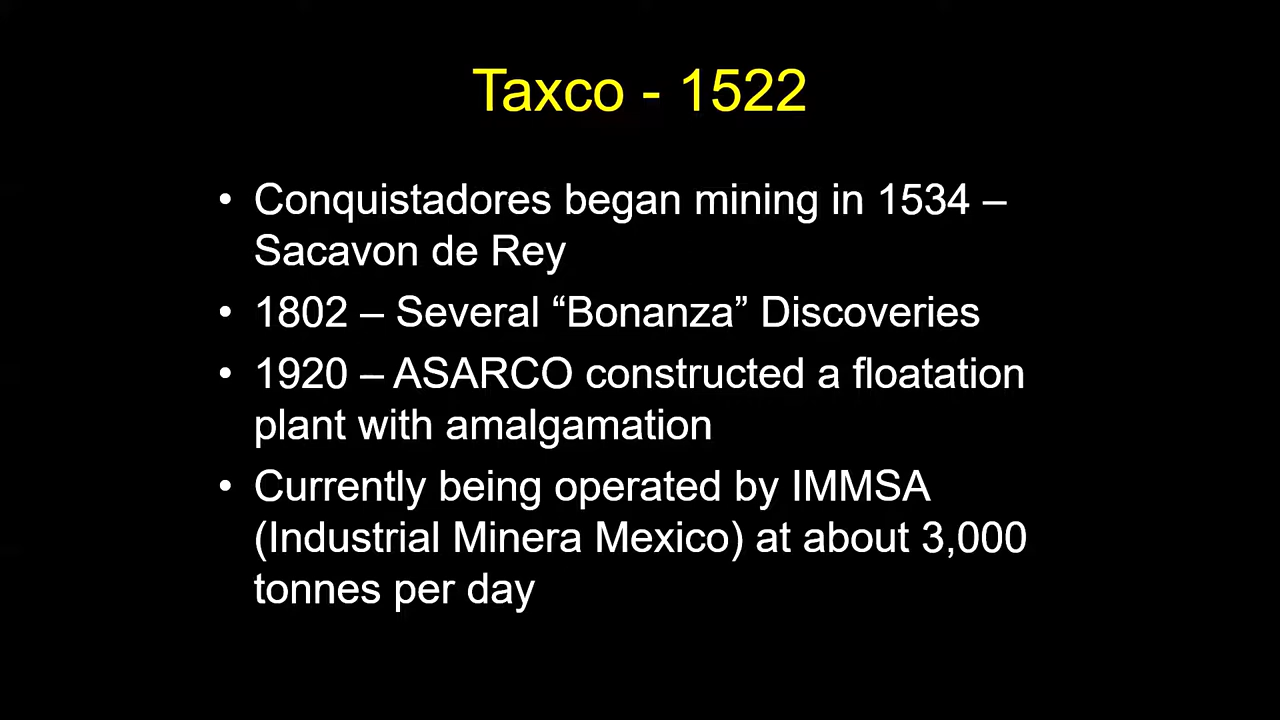 Taxco - 1522
• Conquistadores began mining in 1534 –
Sacavon de Rey
• 1802 – Several “Bonanza” Discoveries
• 1920 – ASARCO constructed a floatation
plant with amalgamation
• Currently being operated by IMMSA
(Industrial Minera Mexico) at about 3,000
tonnes per day